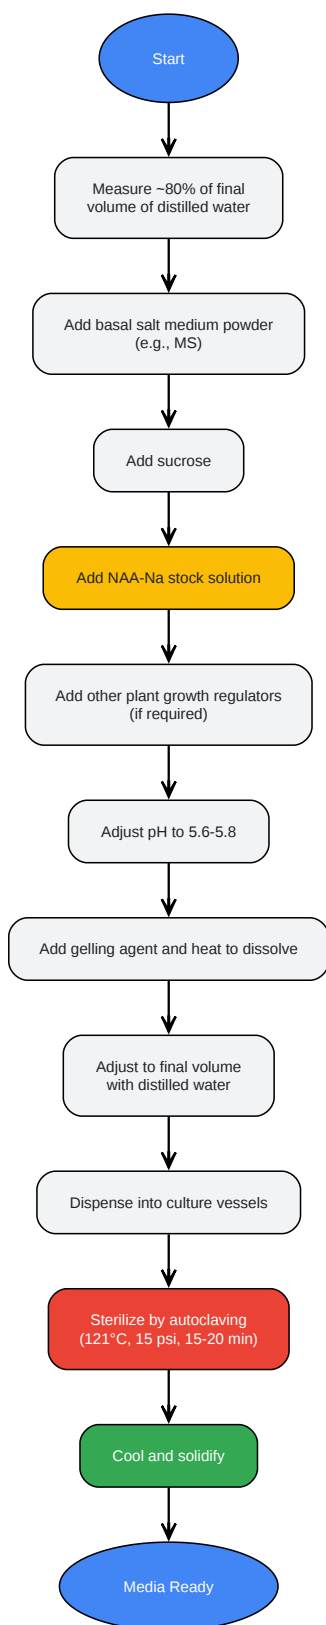 Start
Measure ~80% of final
volume of distilled water
Add basal salt medium powder
(e.g., MS)
Add sucrose
Add NAA-Na stock solution
Add other plant growth regulators
(if required)
Adjust pH to 5.6-5.8
Add gelling agent and heat to dissolve
Adjust to final volume
with distilled water
Dispense into culture vessels
Sterilize by autoclaving
(121°C, 15 psi, 15-20 min)
Cool and solidify
Media Ready